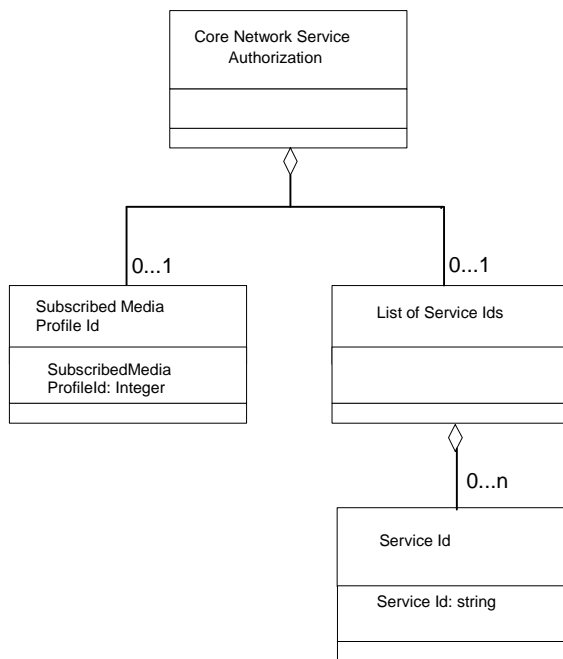 Core Network Service
Authorization
0...1
0...1
Subscribed Media
Profile Id
SubscribedMedia
ProfileId: Integer
List of Service Ids
0...n
Service Id
Service Id: string